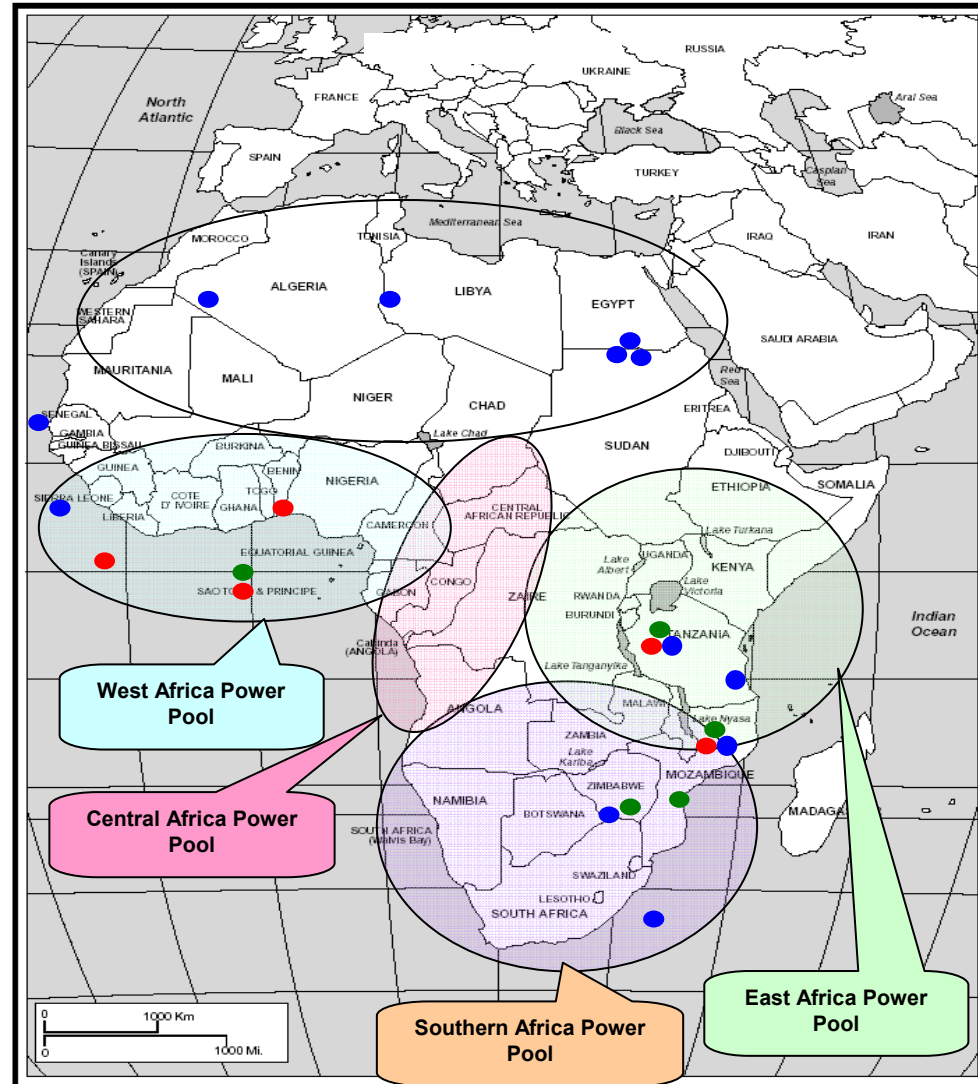 RUSSIA
UKRAINE
North
Atlantic
FRANCE
Aral Sea
Black Sea
SPAIN
Caspian
Sea
TURKEY
Mediterranean Sea
MOROCCO
TUNISIA
IRAQ
IRAN
Canary
Islands
(SPAIN)
ALGERIA
LIBYA
EGYPT
WESTERN
SAHARA
SAUDI ARABIA
MAURITANIA
MALI
Red
Sea
NIGER
CHAD
ERITREA
SENEGAL
GAMBIA
GUINEA BISSAU
Lake Chad
SUDAN
DJIBOUTI
BURKINA
GUINEA
BENIN
NIGERIA
ETHIOPIA
SOMALIA
SIERRA LEONE
COTE
D' IVOIRE
TOGO
GHANA
LIBERIA
CENTRAL
AFRICAN REPUBLIC
CAMEROON
Lake Turkana
EQUATORIAL GUINEA
Lake
Albert
UGANDA
KENYA
CONGO
SAO TO & PRINCIPE
GABON
ZAIRE
RWANDA
Lake
Victoria
BURUNDI
Indian
Ocean
TANZANIA
Cabinda
(ANGOLA)
Lake Tanganyika
West Africa Power
Pool
MALAWI
ANGOLA
Lake Nyasa
ZAMBIA
Lake
Kariba
MOZAMBIQUE
ZIMBABWE
NAMIBIA
BOTSWANA
MADAGAS
Central Africa Power
Pool
SOUTH AFRICA
(Walvis Bay)
SWAZILAND
LESOTHO
SOUTH AFRICA
East Africa Power
Pool
0
1000 Km
0
1000 Mi.
Southern Africa Power
Pool